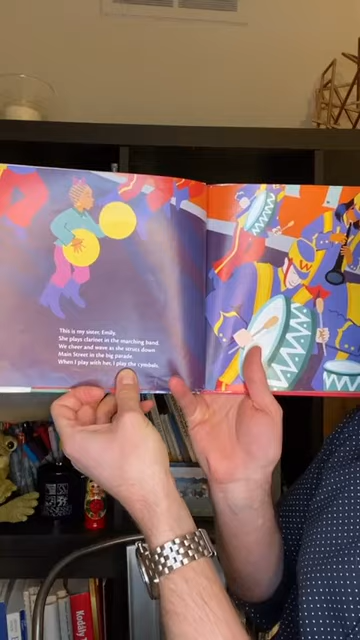 This is my sister, Emily.
She plays clarinet in the marching band.
We cheer and wave as she struts down
Main Street in the big parade.
When I play with her, I play the cymbals.
Kodály